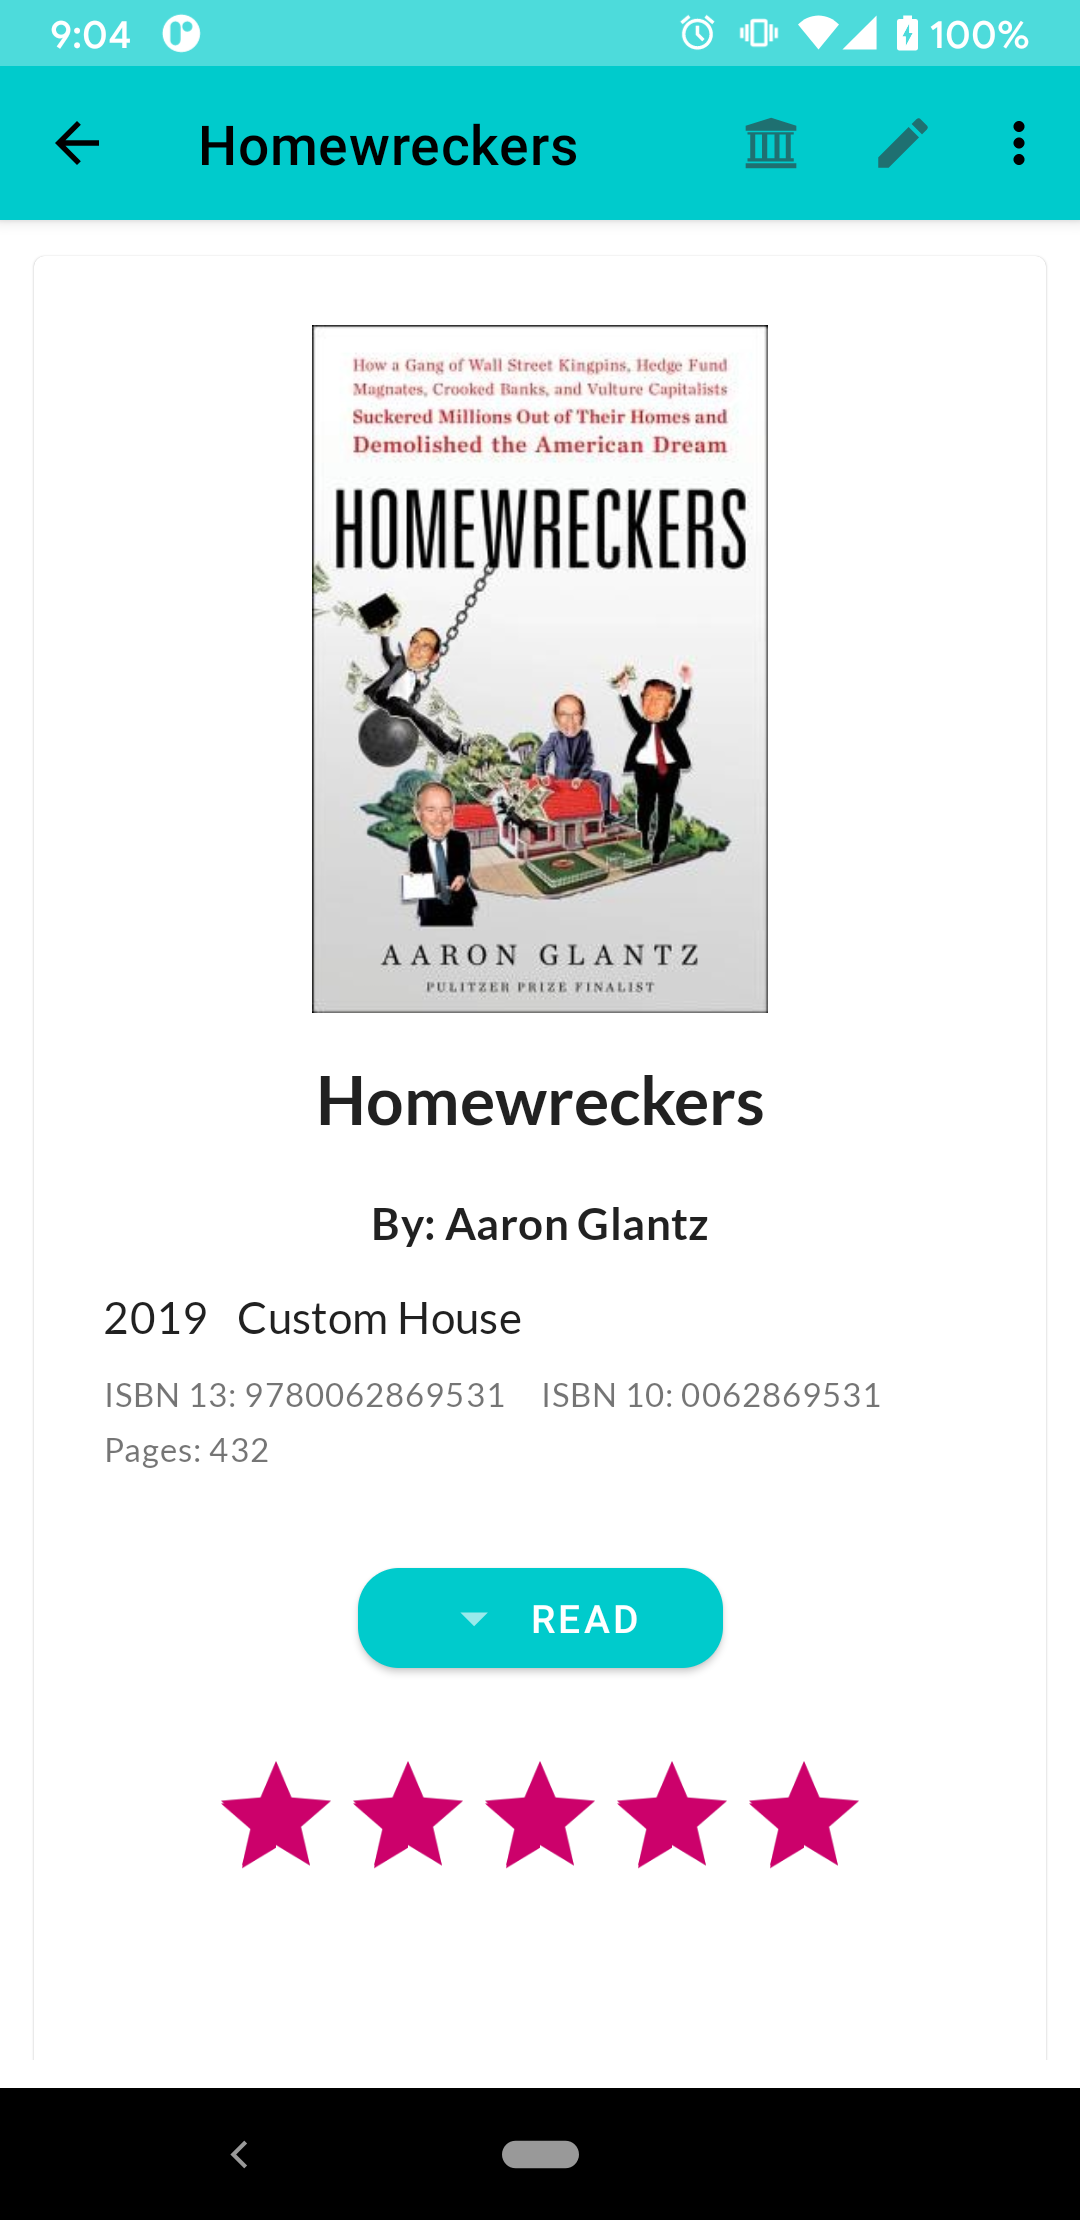 9:04
100%
Homewreckers
How a Gang of Wall Street Kingpins, Hedge Fund
Magnates, Crooked Banks, and Vulture Capitalists
Suckered Millions Out of Their Homes and
Demolished the American Dream
HOMEWRECKERS
AARON GLANTZ
PULITZER PRIZE FINALIST
Homewreckers
By: Aaron Glantz
2019 Custom House
ISBN 13: 9780062869531 ISBN 10: 0062869531
Pages: 432
READ